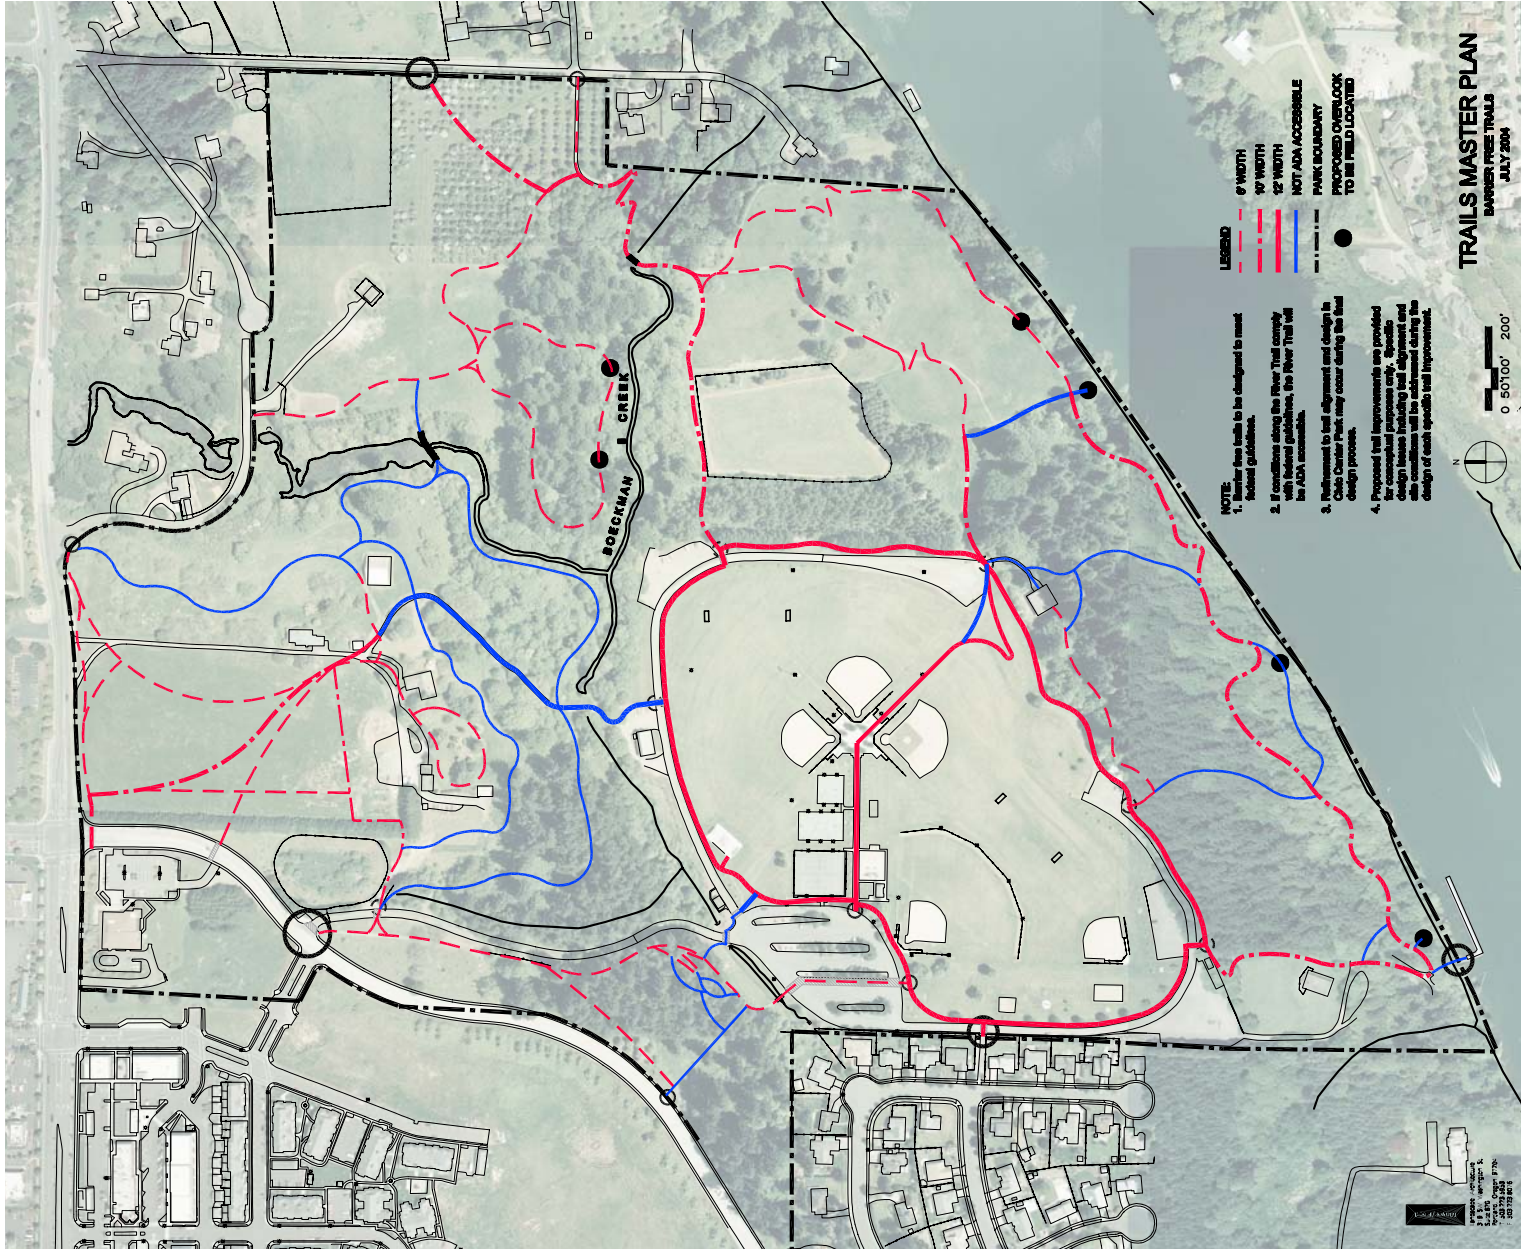 TRAILS MASTER PLAN
BARRIER FREE TRAILS
JULY 2004
LEGEND
6' WIDTH
10' WIDTH
12' WIDTH
NOT ADA ACCESSIBLE
PARK BOUNDARY
PROPOSED OVERLOOK
TO BE FIELD LOCATED
NOTE:
1. Barrier free trails to be designed to meet
federal guidelines.
2. If conditions along the River Trail comply
with federal guidelines, the River Trail will
be ADA accessible.
3. Refinement to trail alignment and design in
Civic Center Park may occur during the final
design process.
4. Proposed trail improvements are provided
for conceptual purposes only. Specific
design issues including trail alignment and
site conditions will be addressed during the
design of each specific trail improvement.
N
0 50'100' 200'
BOECKMAN CREEK